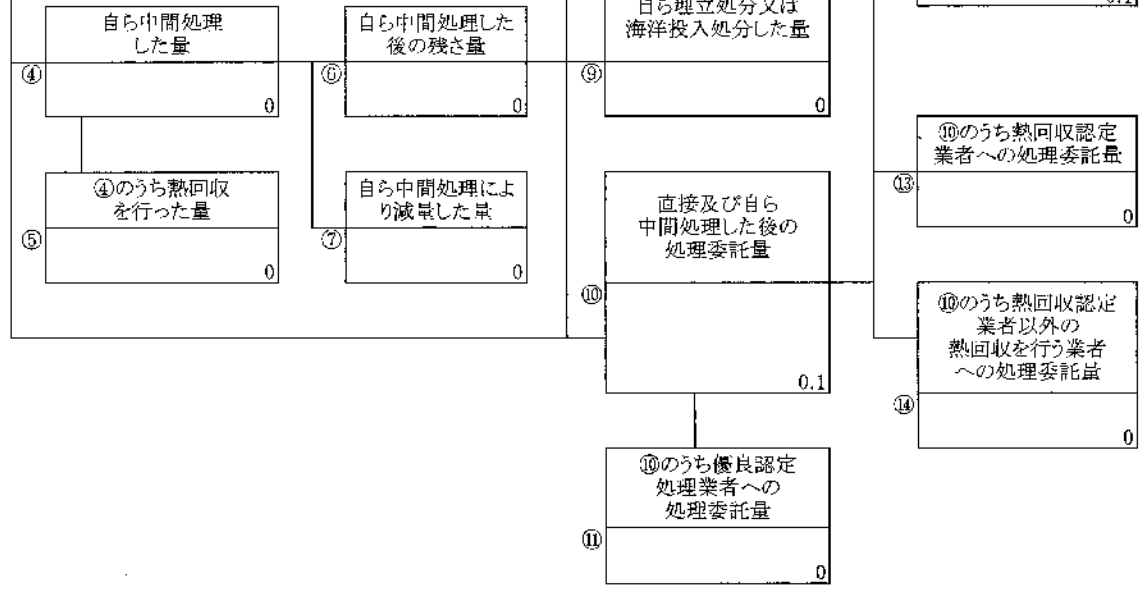 自ら中間処理
した量
④
0
自ら中間処理した
後の残さ量
⑥
0
自ら埋立処分又は
海洋投入処分した量
⑨
0
⑩のうち熱回収認定
業者への処理委託量
⑬
0
④のうち熱回収
を行った量
⑤
0
自ら中間処理によ
り減量した量
⑦
0
直接及び自ら
中間処理した後の
処理委託量
⑩
0.1
⑩のうち熱回収認定
業者以外の
熱回収を行う業者
への処理委託量
⑭
0
⑩のうち優良認定
処理業者への
処理委託量
⑪
0